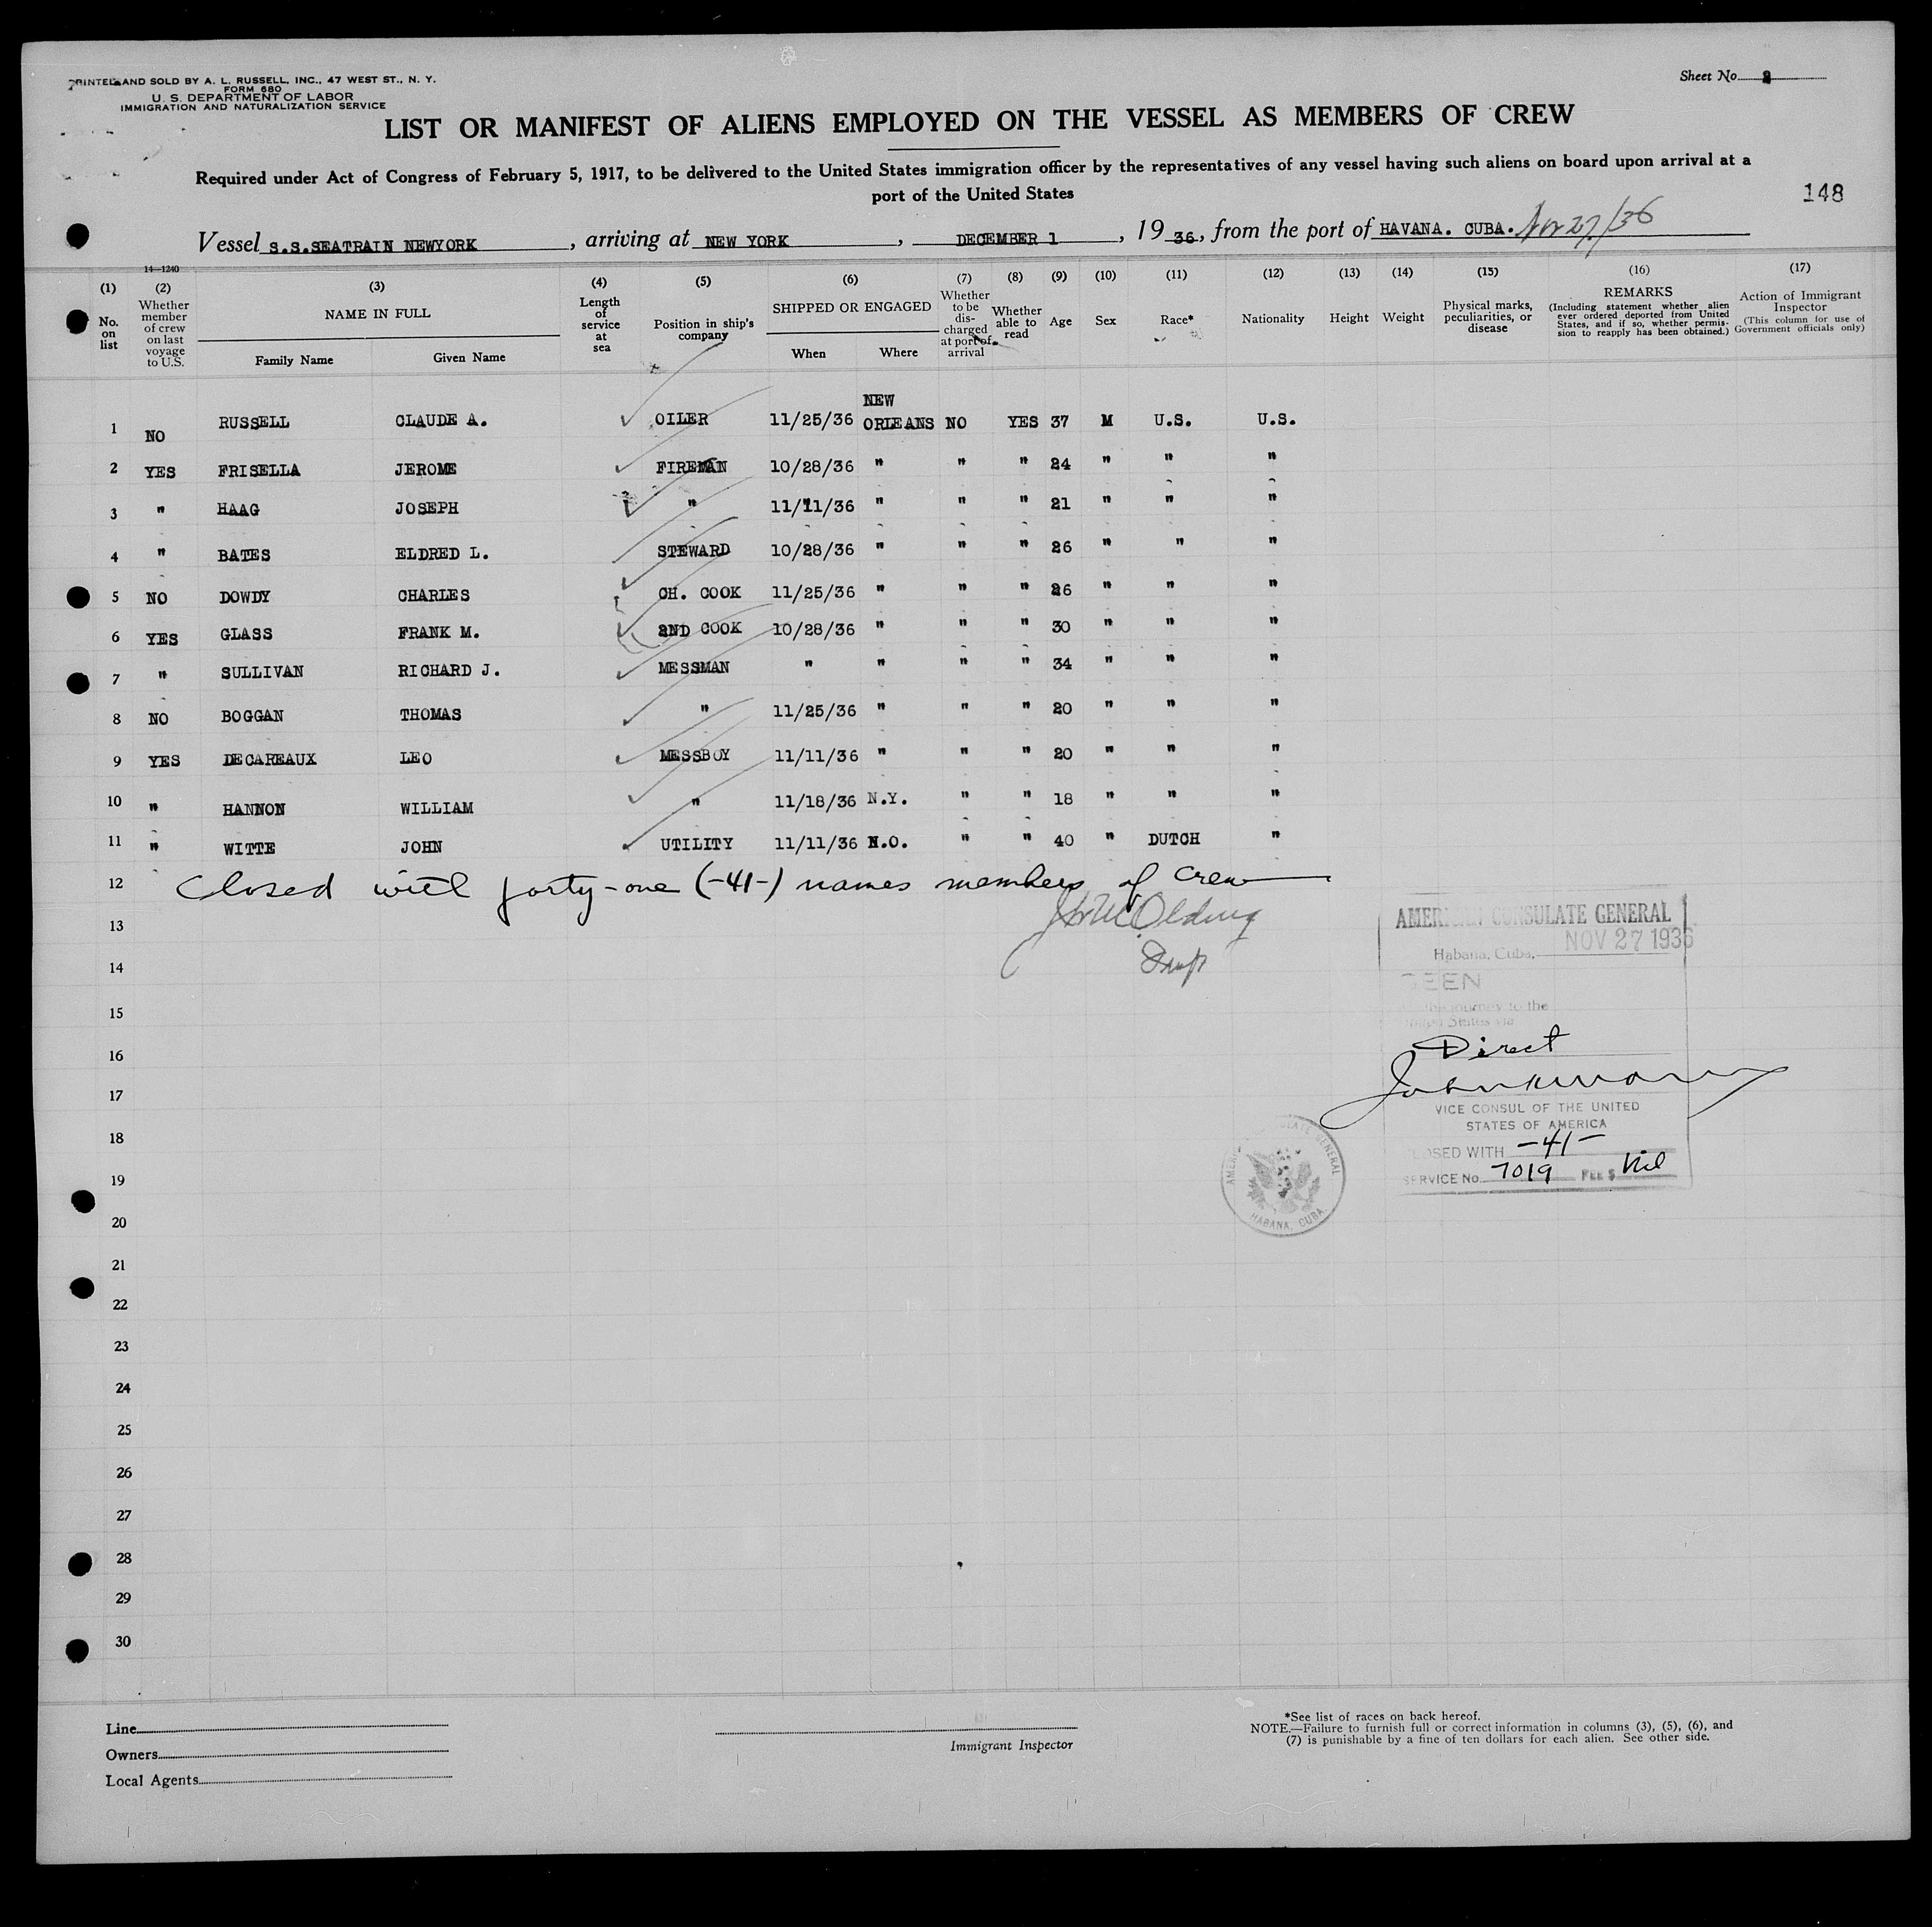 PRINTED AND SOLD BY A. L. RUSSELL, INC., 47 WEST ST., N. Y.
FORM 680
U. S. DEPARTMENT OF LABOR
IMMIGRATION AND NATURALIZATION SERVICE
Sheet No. 2
LIST OR MANIFEST OF ALIENS EMPLOYED ON THE VESSEL AS MEMBERS OF CREW
Required under Act of Congress of February 5, 1917, to be delivered to the United States immigration officer by the representatives of any vessel having such aliens on board upon arrival at a
port of the United States
148
Vessel S.S.SEATRAIN NEWYORK, arriving at NEW YORK, DECEMBER 1, 19 36, from the port of HAVANA. CUBA. Nov 27/36
14—1240
(1) (2) (3) (4) (5) (6) (7) (8) (9) (10) (11) (12) (13) (14) (15) (16) (17)
No. on list
Whether member of crew on last voyage to U.S.
NAME IN FULL
Family Name Given Name
Length of service at sea
Position in ship's company
SHIPPED OR ENGAGED
When Where
Whether to be discharged at port of arrival
Whether able to read
Age Sex Race* Nationality Height Weight
Physical marks, peculiarities, or disease
REMARKS
(Including statement whether alien ever ordered deported from United States, and if so, whether permission to reapply has been obtained.)
Action of Immigrant Inspector
(This column for use of Government officials only)
1 NO RUSSELL CLAUDE A. OILER 11/25/36 NEW ORLEANS NO YES 37 M U.S. U.S.
2 YES FRISELLA JEROME FIREMAN 10/28/36 " " " 24 " " "
3 " HAAG JOSEPH " 11/11/36 " " " 21 " " "
4 " BATES ELDRED L. STEWARD 10/28/36 " " " 26 " " "
5 NO DOWDY CHARLES CH. COOK 11/25/36 " " " 26 " " "
6 YES GLASS FRANK M. 2ND COOK 10/28/36 " " " 30 " " "
7 " SULLIVAN RICHARD J. MESSMAN " " " " 34 " " "
8 NO BOGGAN THOMAS " 11/25/36 " " " 20 " " "
9 YES DECAREAUX LEO MESSBOY 11/11/36 " " " 20 " " "
10 " HANNON WILLIAM " 11/18/36 N.Y. " " 18 " " "
11 " WITTE JOHN UTILITY 11/11/36 N.O. " " 40 " DUTCH "
12 Closed with forty-one (-41-) names members of crew
13
14
15
16
17
18
19
20
21
22
23
24
25
26
27
28
29
30
AMERICAN CONSULATE GENERAL
Habana, Cuba, NOV 27 1936
SEEN
the journey to the
United States via
Direct
VICE CONSUL OF THE UNITED
STATES OF AMERICA
CLOSED WITH -41-
SERVICE No. 7019 FEE $ Nil
AMERICAN CONSULATE GENERAL
HABANA, CUBA
Line
Owners
Local Agents
Immigrant Inspector
*See list of races on back hereof.
NOTE.—Failure to furnish full or correct information in columns (3), (5), (6), and
(7) is punishable by a fine of ten dollars for each alien. See other side.